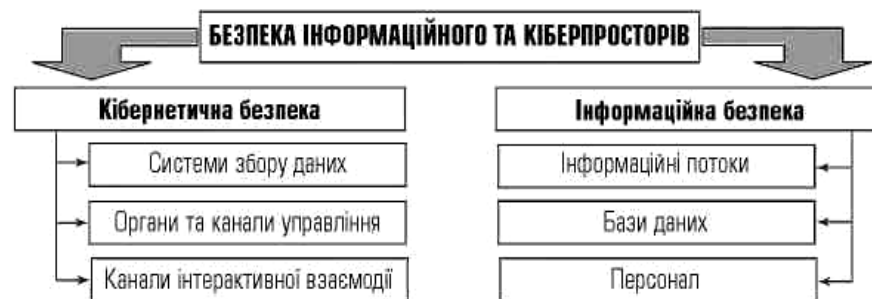 БЕЗПЕКА ІНФОРМАЦІЙНОГО ТА КІБЕРПРОСТОРІВ
Кібернетична безпека
Системи збору даних
Органи та канали управління
Канали інтерактивної взаємодії
Інформаційна безпека
Інформаційні потоки
Бази даних
Персонал